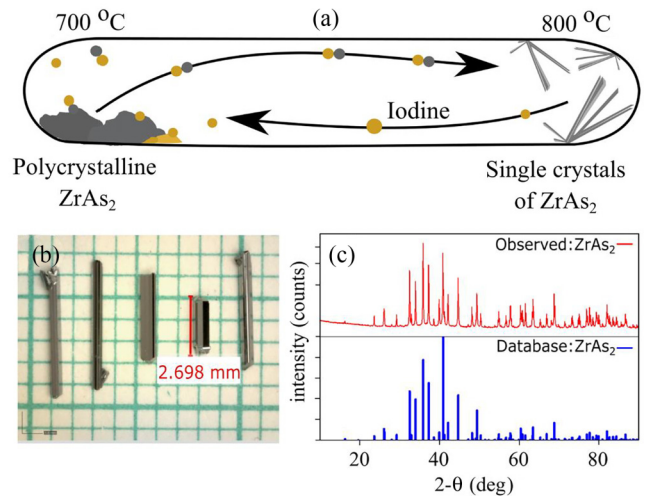 700 °C
(a)
800 °C
Iodine
Polycrystalline
ZrAs₂
Single crystals
of ZrAs₂
(b)
2.698 mm
(c)
Observed:ZrAs₂
Database:ZrAs₂
intensity (counts)
20 40 60 80
2-θ (deg)